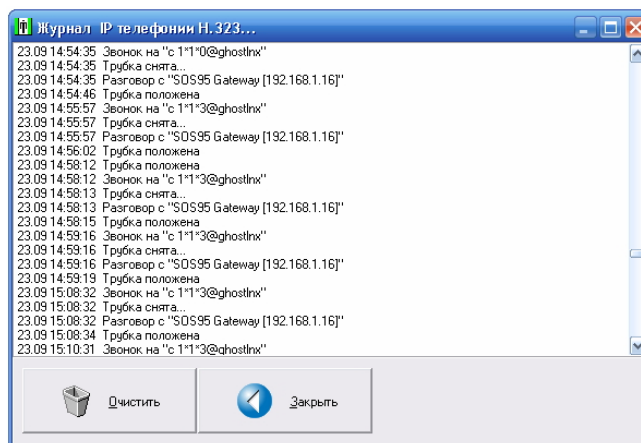 Журнал IP телефонии H.323...
23.09 14:54:35 Звонок на "с 1*1*0@ghostlnx"
23.09 14:54:35 Трубка снята...
23.09 14:54:35 Разговор с "SOS95 Gateway [192.168.1.16]"
23.09 14:54:46 Трубка положена
23.09 14:55:57 Звонок на "с 1*1*3@ghostlnx"
23.09 14:55:57 Трубка снята...
23.09 14:55:57 Разговор с "SOS95 Gateway [192.168.1.16]"
23.09 14:56:02 Трубка положена
23.09 14:58:12 Трубка положена
23.09 14:58:12 Звонок на "с 1*1*3@ghostlnx"
23.09 14:58:13 Трубка снята...
23.09 14:58:13 Разговор с "SOS95 Gateway [192.168.1.16]"
23.09 14:58:15 Трубка положена
23.09 14:59:16 Звонок на "с 1*1*3@ghostlnx"
23.09 14:59:16 Трубка снята...
23.09 14:59:16 Разговор с "SOS95 Gateway [192.168.1.16]"
23.09 14:59:19 Трубка положена
23.09 15:08:32 Звонок на "с 1*1*3@ghostlnx"
23.09 15:08:32 Трубка снята...
23.09 15:08:32 Разговор с "SOS95 Gateway [192.168.1.16]"
23.09 15:08:34 Трубка положена
23.09 15:10:31 Звонок на "с 1*1*3@ghostlnx"
Очистить
Закрыть